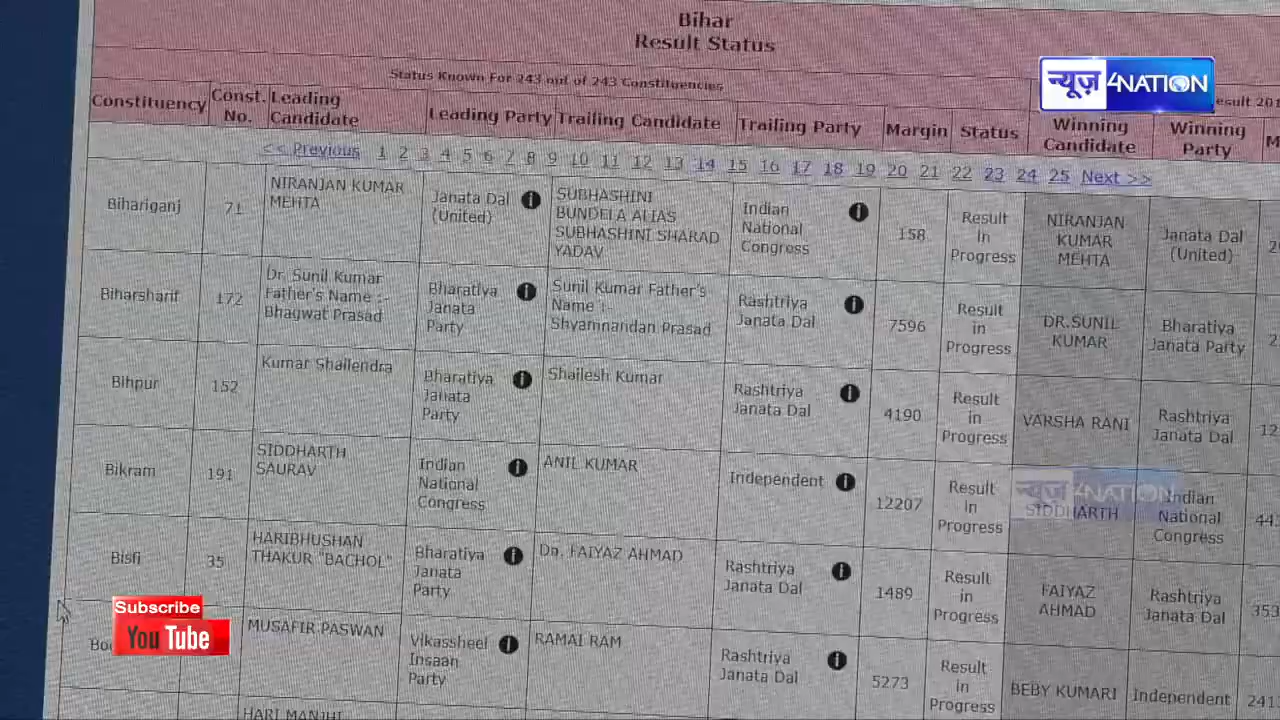 Bihar
Result Status
Status Known For 243 out of 243 Constituencies
न्यूज़ 4NATION
Constituency Const. No. Leading Candidate Leading Party Trailing Candidate Trailing Party Margin Status Winning Candidate Winning Party
<< Previous 1 2 3 4 5 6 7 8 9 10 11 12 13 14 15 16 17 18 19 20 21 22 23 24 25 Next >>
Bihariganj 71 NIRANJAN KUMAR MEHTA Janata Dal (United) i SUBHASHINI BUNDELA ALIAS SUBHASHINI SHARAD YADAV Indian National Congress i 158 Result in Progress NIRANJAN KUMAR MEHTA Janata Dal (United)
Biharsharif 172 Dr. Sunil Kumar Father's Name :- Bhagwat Prasad Bharatiya Janata Party i Sunil Kumar Father's Name :- Shyamnandan Prasad Rashtriya Janata Dal i 7596 Result in Progress DR.SUNIL KUMAR Bharatiya Janata Party
Bihpur 152 Kumar Shailendra Bharatiya Janata Party i Shailesh Kumar Rashtriya Janata Dal i 4190 Result in Progress VARSHA RANI Rashtriya Janata Dal
Bikram 191 SIDDHARTH SAURAV Indian National Congress i ANIL KUMAR Independent i 12207 Result in Progress SIDDHARTH Indian National Congress
न्यूज़ 4NATION
Bisfi 35 HARIBHUSHAN THAKUR "BACHOL" Bharatiya Janata Party i Dn. FAIYAZ AHMAD Rashtriya Janata Dal i 1489 Result in Progress FAIYAZ AHMAD Rashtriya Janata Dal
MUSAFIR PASWAN Vikassheel Insaan Party i RAMAI RAM Rashtriya Janata Dal i 5273 Result in Progress BEBY KUMARI Independent
Subscribe
You Tube
HARI MANJHI